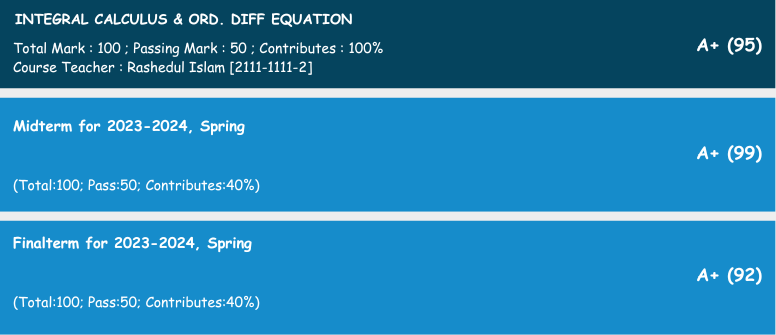 INTEGRAL CALCULUS & ORD. DIFF EQUATION
Total Mark : 100 ; Passing Mark : 50 ; Contributes : 100%
Course Teacher : Rashedul Islam [2111-1111-2]
A+ (95)
Midterm for 2023-2024, Spring
A+ (99)
(Total:100; Pass:50; Contributes:40%)
Finalterm for 2023-2024, Spring
A+ (92)
(Total:100; Pass:50; Contributes:40%)